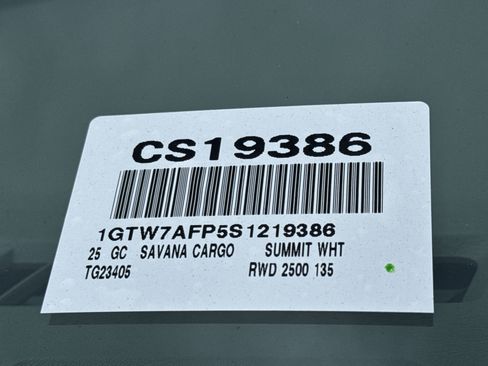 CS19386
1GTW7AFP5S1219386
25 GC SAVANA CARGO SUMMIT WHT
TG23405 RWD 2500 135